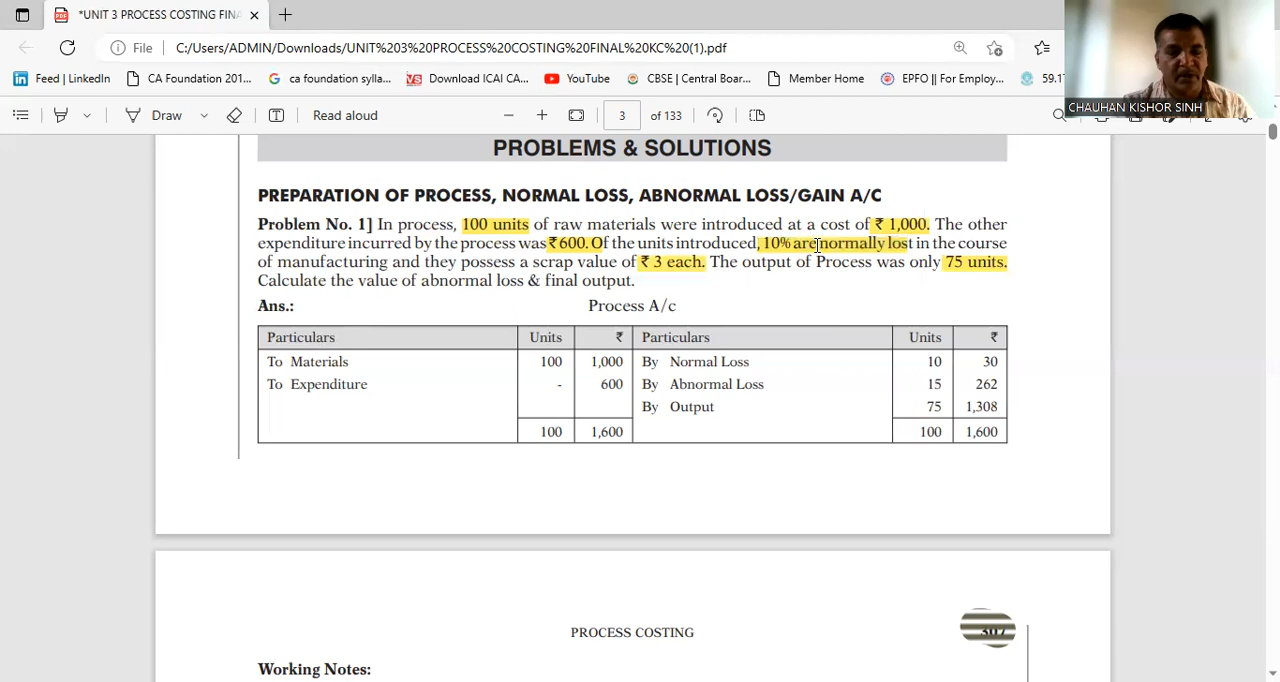 *UNIT 3 PROCESS COSTING FINA
File C:/Users/ADMIN/Downloads/UNIT%203%20PROCESS%20COSTING%20FINAL%20KC%20(1).pdf
Feed | LinkedIn CA Foundation 201... ca foundation sylla... Download ICAI CA... YouTube CBSE | Central Boar... Member Home EPFO || For Employ... 59.1
CHAUHAN KISHOR SINH
Draw Read aloud 3 of 133
PROBLEMS & SOLUTIONS
PREPARATION OF PROCESS, NORMAL LOSS, ABNORMAL LOSS/GAIN A/C
Problem No. 1] In process, 100 units of raw materials were introduced at a cost of ₹ 1,000. The other
expenditure incurred by the process was ₹ 600. Of the units introduced, 10% are normally lost in the course
of manufacturing and they possess a scrap value of ₹ 3 each. The output of Process was only 75 units.
Calculate the value of abnormal loss & final output.
Ans.: Process A/c
Particulars Units ₹ Particulars Units ₹
To Materials 100 1,000 By Normal Loss 10 30
To Expenditure - 600 By Abnormal Loss 15 262
By Output 75 1,308
100 1,600 100 1,600
PROCESS COSTING 307
Working Notes: